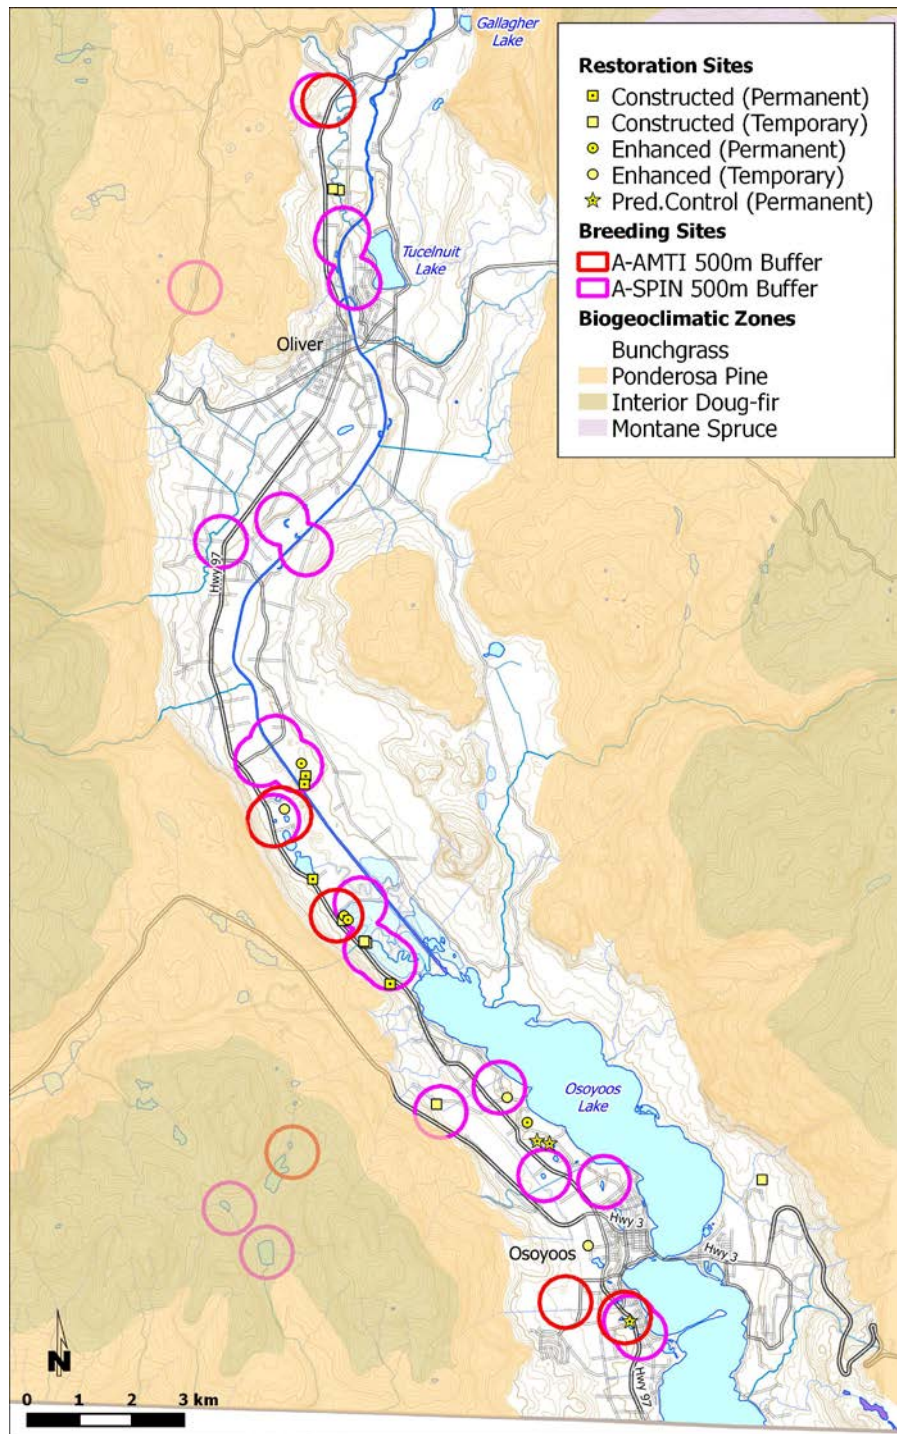 Gallagher
Lake
Restoration Sites
Constructed (Permanent)
Constructed (Temporary)
Enhanced (Permanent)
Enhanced (Temporary)
Pred.Control (Permanent)
Breeding Sites
A-AMTI 500m Buffer
A-SPIN 500m Buffer
Biogeoclimatic Zones
Bunchgrass
Ponderosa Pine
Interior Doug-fir
Montane Spruce
Tucelnuit
Lake
Oliver
Hwy 97
Osoyoos
Lake
Hwy 3
Osoyoos
Hwy 3
Hwy 97
N
0 1 2 3 km